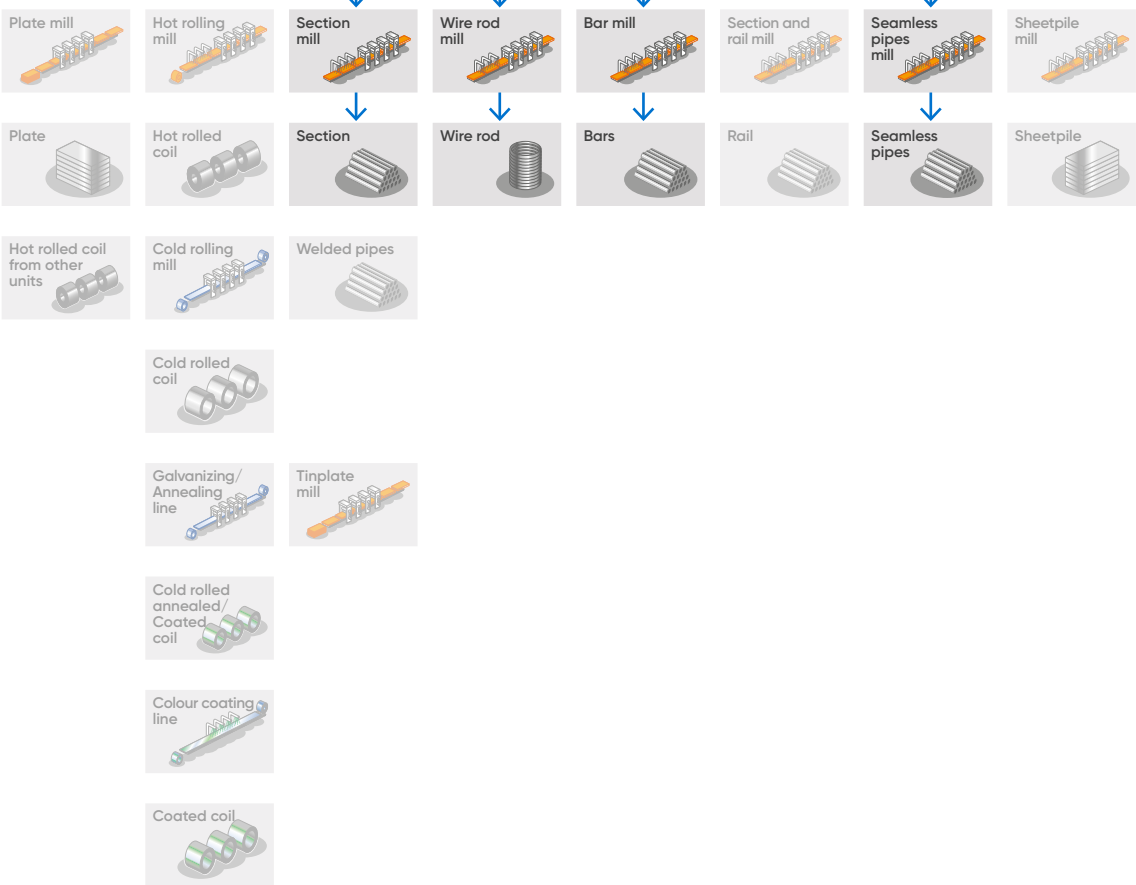 Plate mill
Hot rolling
mill
Section
mill
Wire rod
mill
Bar mill
Section and
rail mill
Seamless
pipes
mill
Sheetpile
mill
Plate
Hot rolled
coil
Section
Wire rod
Bars
Rail
Seamless
pipes
Sheetpile
Hot rolled coil
from other
units
Cold rolling
mill
Welded pipes
Cold rolled
coil
Galvanizing/
Annealing
line
Tinplate
mill
Cold rolled
annealed/
Coated
coil
Colour coating
line
Coated coil